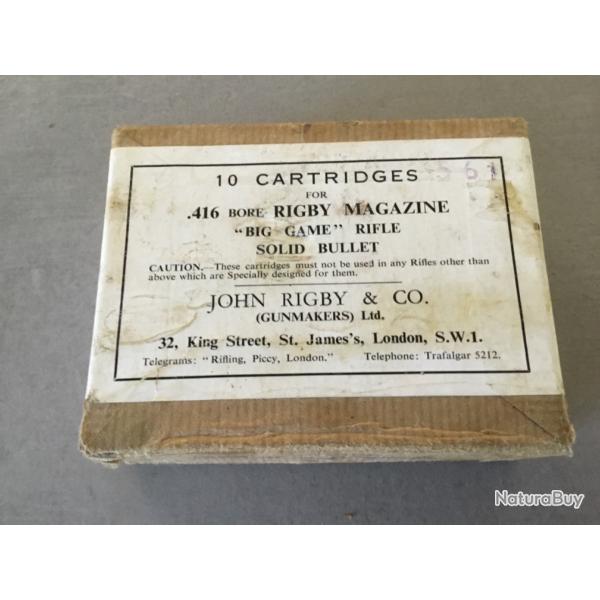 561
10 CARTRIDGES
FOR
.416 BORE RIGBY MAGAZINE
"BIG GAME" RIFLE
SOLID BULLET
CAUTION.—These cartridges must not be used in any Rifles other than
above which are Specially designed for them.
JOHN RIGBY & CO.
(GUNMAKERS) Ltd.
32, King Street, St. James's, London, S.W.1.
Telegrams: "Rifling, Piccy, London." Telephone: Trafalgar 5212.
NaturaBuy